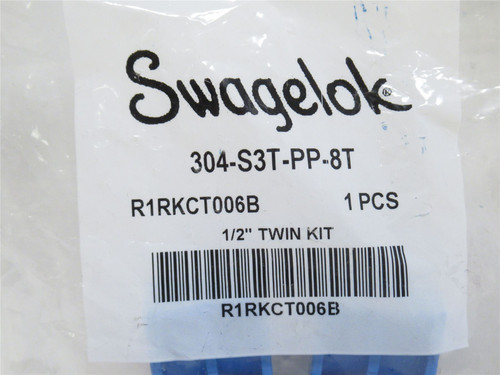 Swagelok®
304-S3T-PP-8T
R1RKCT006B 1 PCS
1/2" TWIN KIT
R1RKCT006B